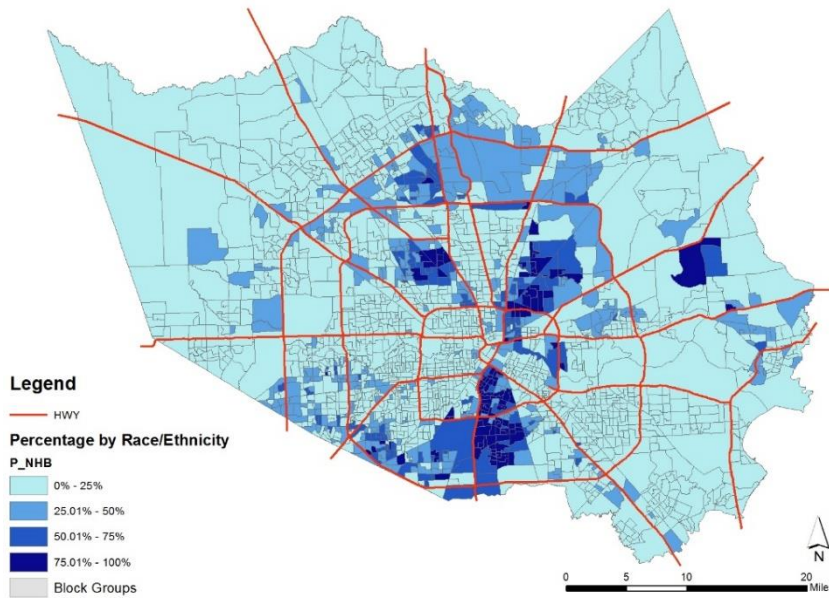 Legend
HWY
Percentage by Race/Ethnicity
P_NHB
0% - 25%
25.01% - 50%
50.01% - 75%
75.01% - 100%
Block Groups
N
0 5 10 20
Mile